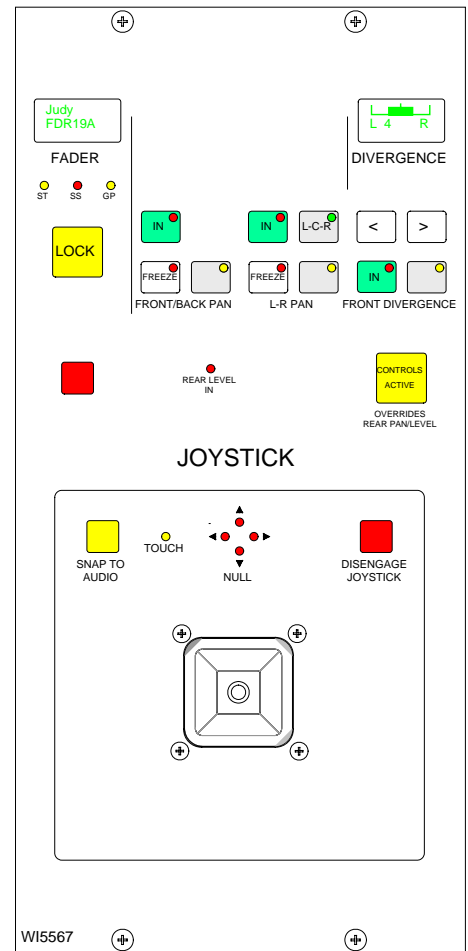 Judy
FDR19A
L 4 R
FADER
DIVERGENCE
ST SS GP
LOCK
IN
IN
L-C-R
<
>
FREEZE
FREEZE
IN
FRONT/BACK PAN
L-R PAN
FRONT DIVERGENCE
REAR LEVEL
IN
CONTROLS
ACTIVE
OVERRIDES
REAR PAN/LEVEL
JOYSTICK
SNAP TO
AUDIO
TOUCH
NULL
DISENGAGE
JOYSTICK
WI5567